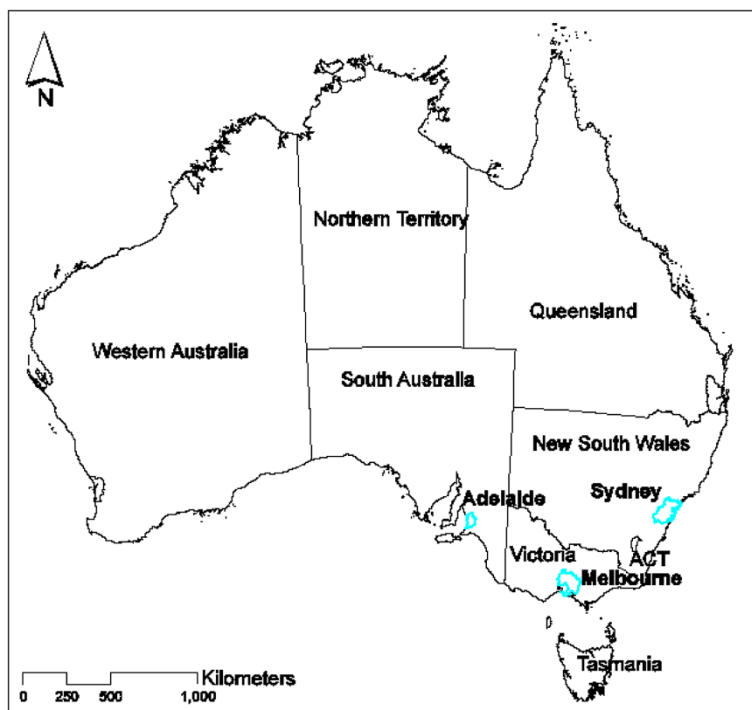 N
Northern Territory
Queensland
Western Australia
South Australia
New South Wales
Sydney
Adelaide
ACT
Victoria
Melbourne
Tasmania
Kilometers
0 250 500 1,000